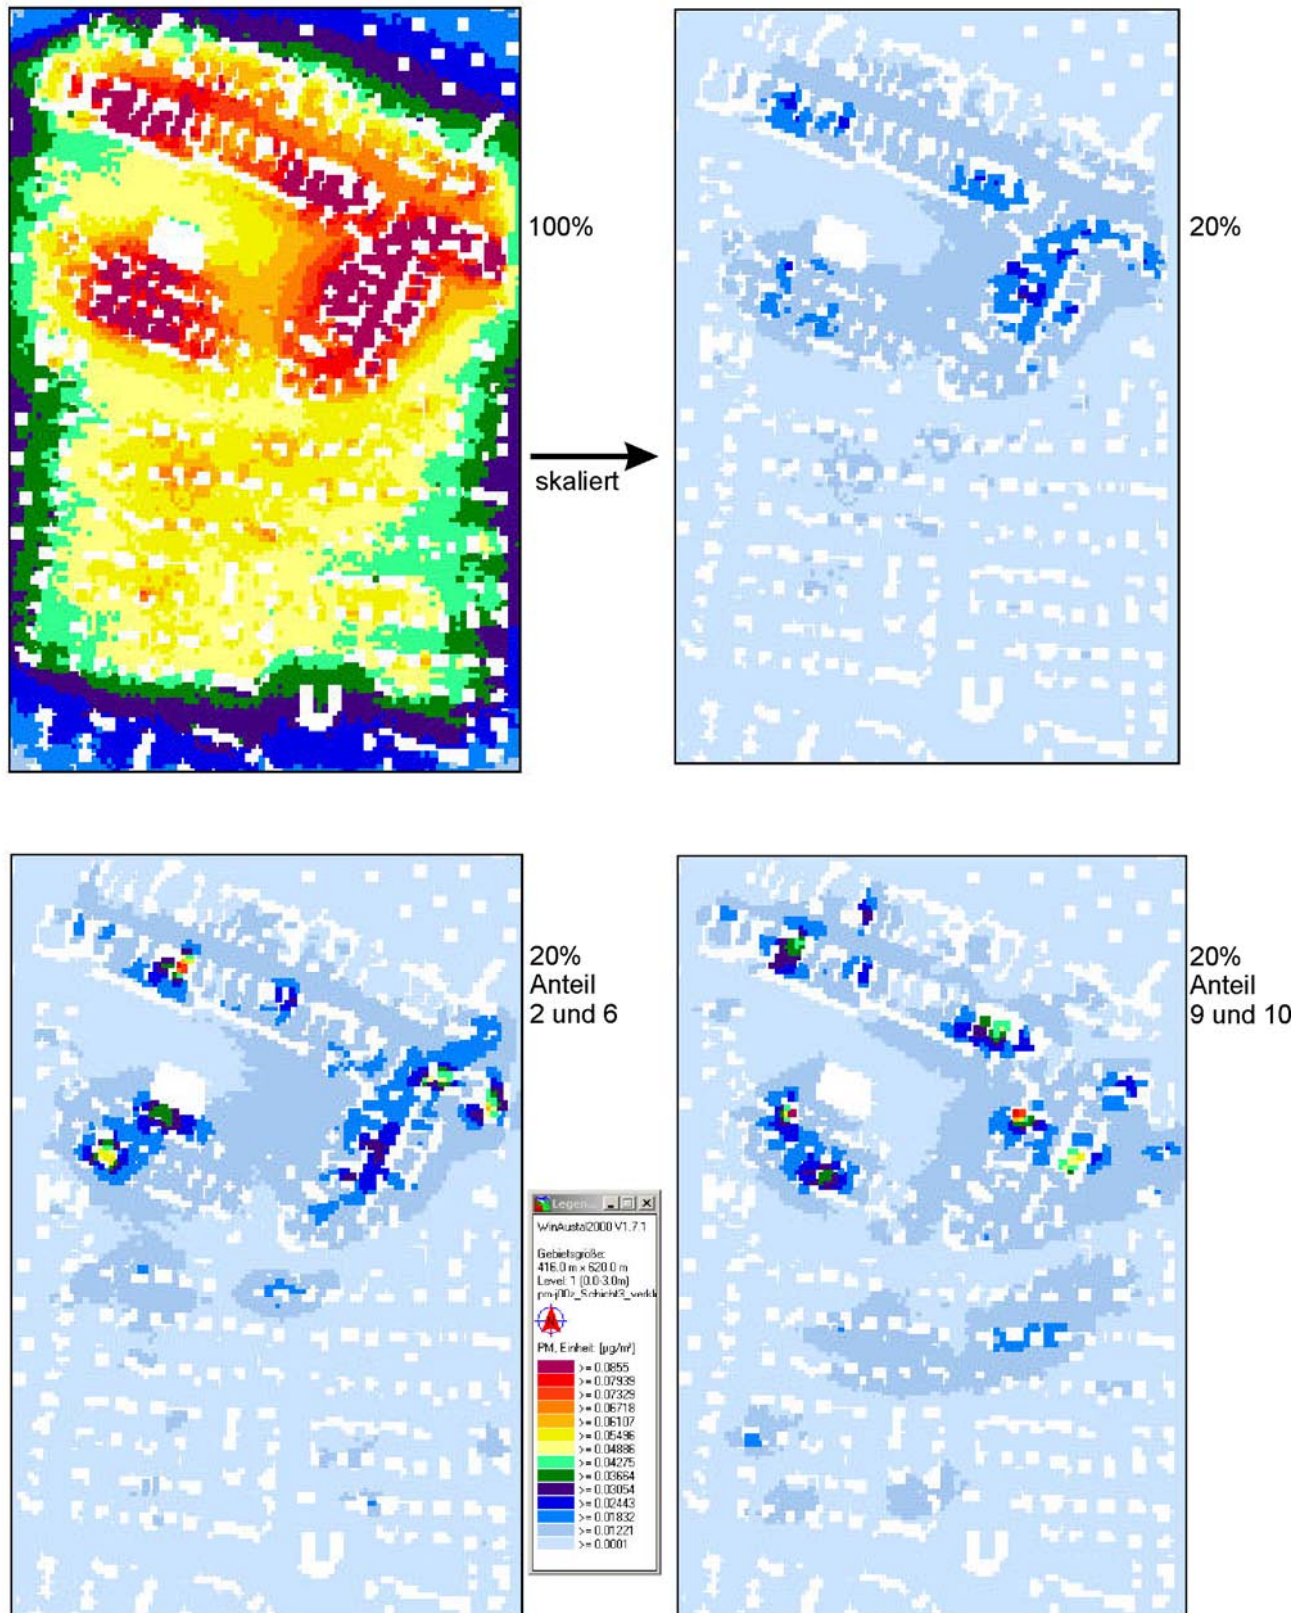 100%
20%
skaliert
20%
Anteil
2 und 6
20%
Anteil
9 und 10
Legen...
WinAustal2000 V1.7.1
Gebietsgröße:
416.0 m x 620.0 m
Level: 1 (0.0-3.0m)
PM, Einheit: [µg/m³]
>= 0.0855
>= 0.07939
>= 0.07329
>= 0.06718
>= 0.06107
>= 0.05496
>= 0.04886
>= 0.04275
>= 0.03664
>= 0.03054
>= 0.02443
>= 0.01832
>= 0.01221
>= 0.0001